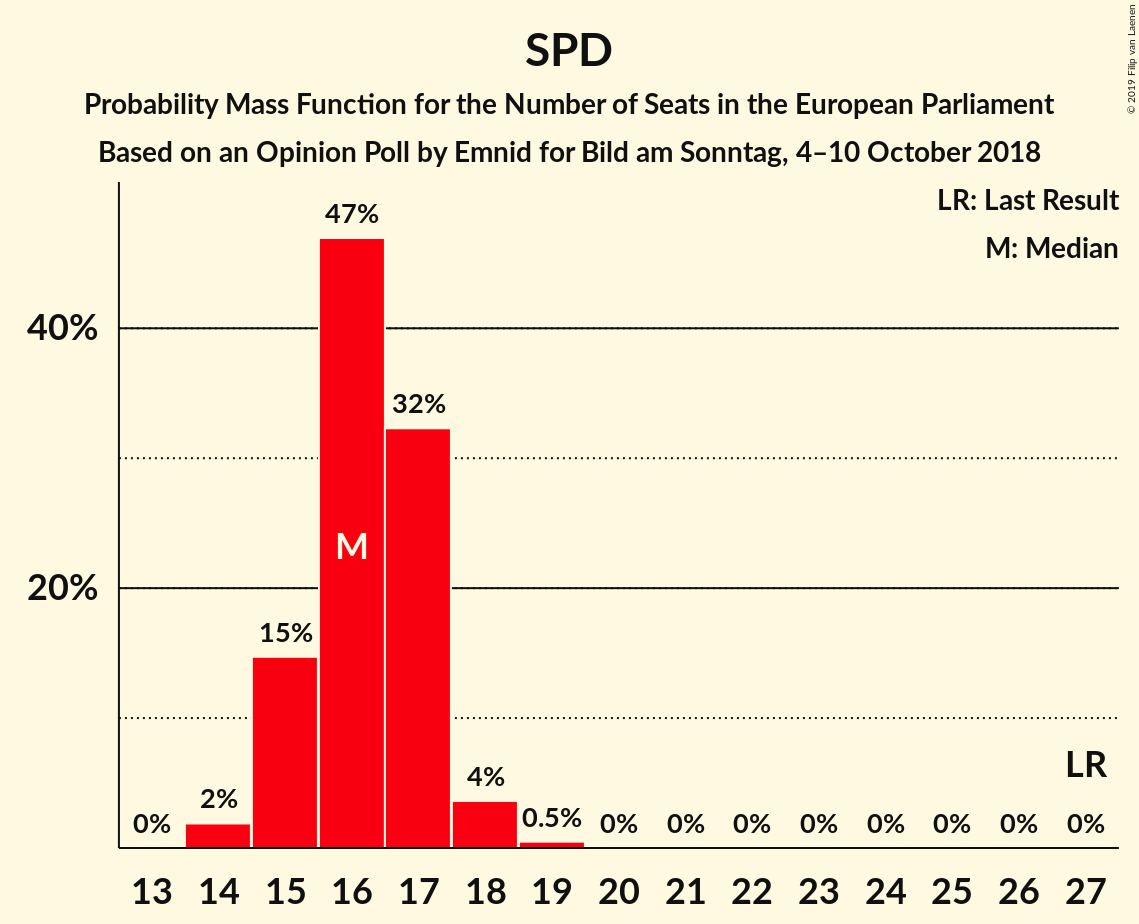 SPD
Probability Mass Function for the Number of Seats in the European Parliament
Based on an Opinion Poll by Emnid for Bild am Sonntag, 4–10 October 2018
© 2019 Filip van Laenen
LR: Last Result
M: Median
47%
40%
32%
M
20%
15%
LR
4%
2%
0.5%
0% 0% 0% 0% 0% 0% 0% 0% 0%
13 14 15 16 17 18 19 20 21 22 23 24 25 26 27